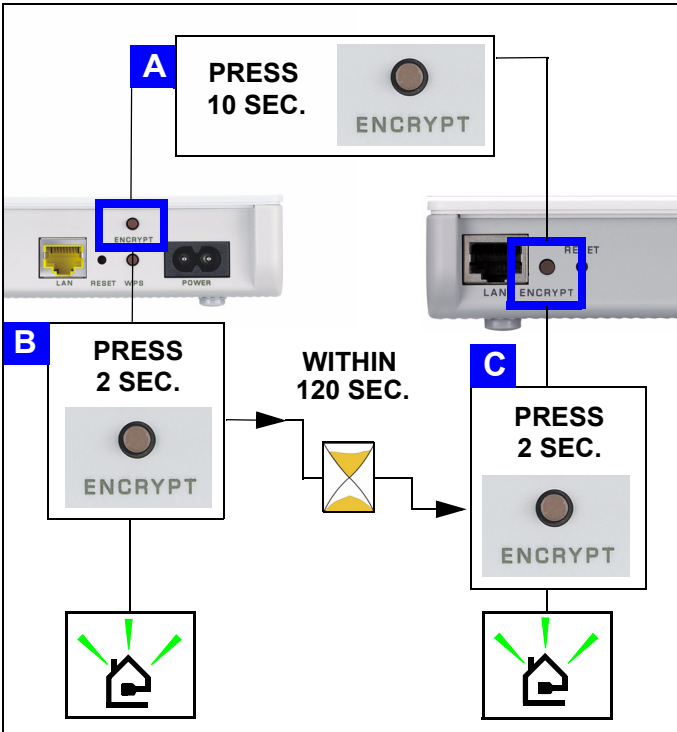 A
PRESS
10 SEC.
ENCRYPT
ENCRYPT
LAN
RESET
WPS
POWER
RESET
LAN
ENCRYPT
B
PRESS
2 SEC.
ENCRYPT
WITHIN
120 SEC.
C
PRESS
2 SEC.
ENCRYPT